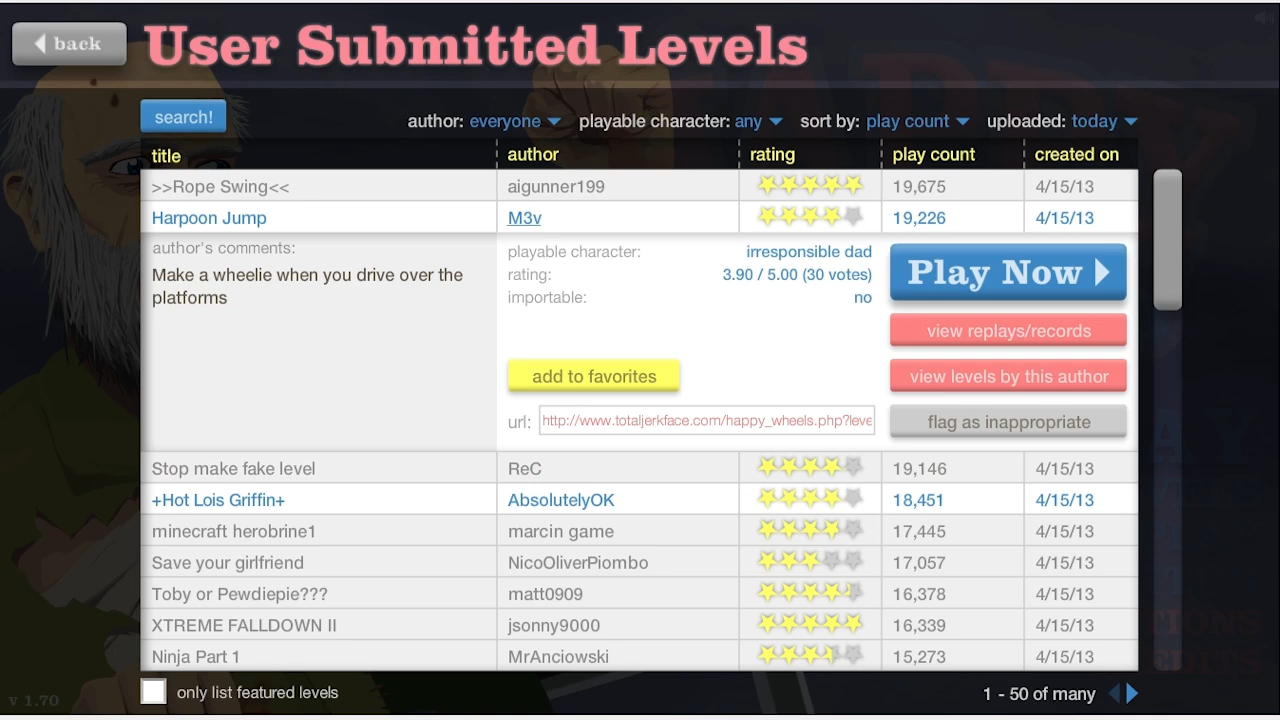 back
User Submitted Levels
search!
author: everyone playable character: any sort by: play count uploaded: today
title author rating play count created on
>>Rope Swing<< aigunner199 19,675 4/15/13
Harpoon Jump M3v 19,226 4/15/13
author's comments:
Make a wheelie when you drive over the
platforms
playable character: irresponsible dad
rating: 3.90 / 5.00 (30 votes)
importable: no
add to favorites
url: http://www.totaljerkface.com/happy_wheels.php?leve
Play Now
view replays/records
view levels by this author
flag as inappropriate
Stop make fake level ReC 19,146 4/15/13
+Hot Lois Griffin+ AbsolutelyOK 18,451 4/15/13
minecraft herobrine1 marcin game 17,445 4/15/13
Save your girlfriend NicoOliverPiombo 17,057 4/15/13
Toby or Pewdiepie??? matt0909 16,378 4/15/13
XTREME FALLDOWN II jsonny9000 16,339 4/15/13
Ninja Part 1 MrAnciowski 15,273 4/15/13
only list featured levels 1 - 50 of many
v 1.70